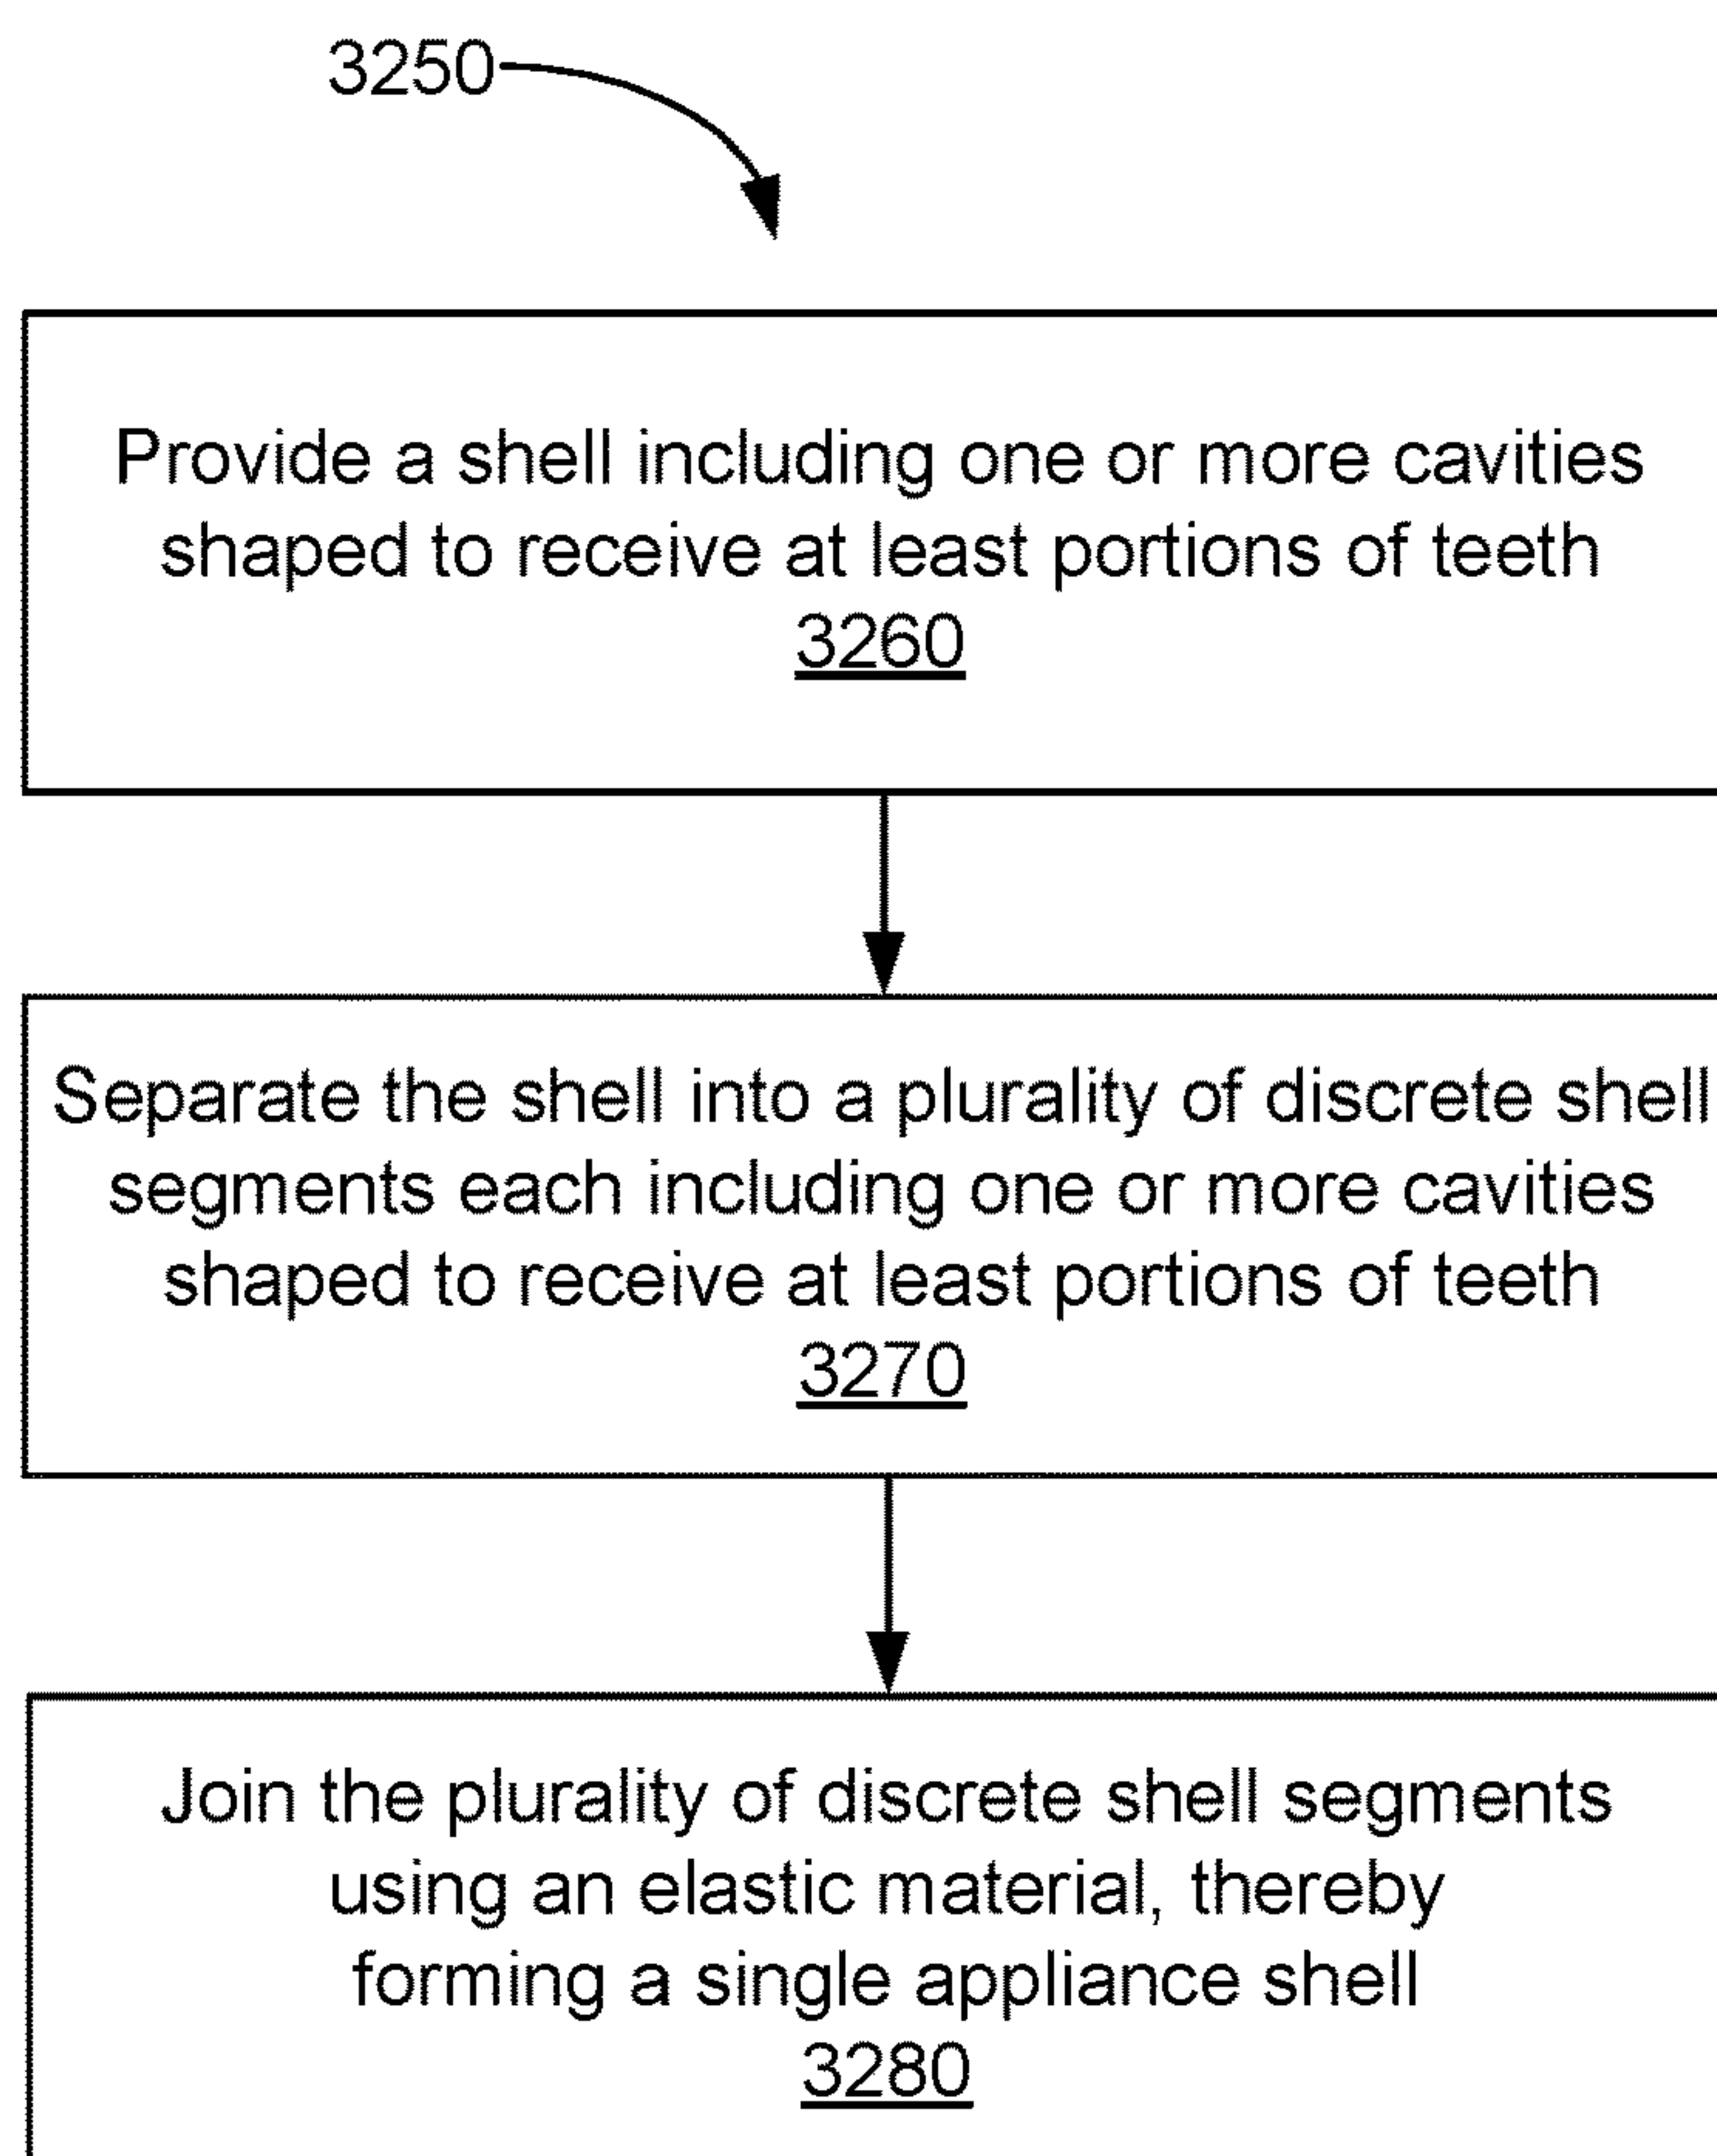 3250
Provide a shell including one or more cavities
shaped to receive at least portions of teeth
3260
Separate the shell into a plurality of discrete shell
segments each including one or more cavities
shaped to receive at least portions of teeth
3270
Join the plurality of discrete shell segments
using an elastic material, thereby
forming a single appliance shell
3280